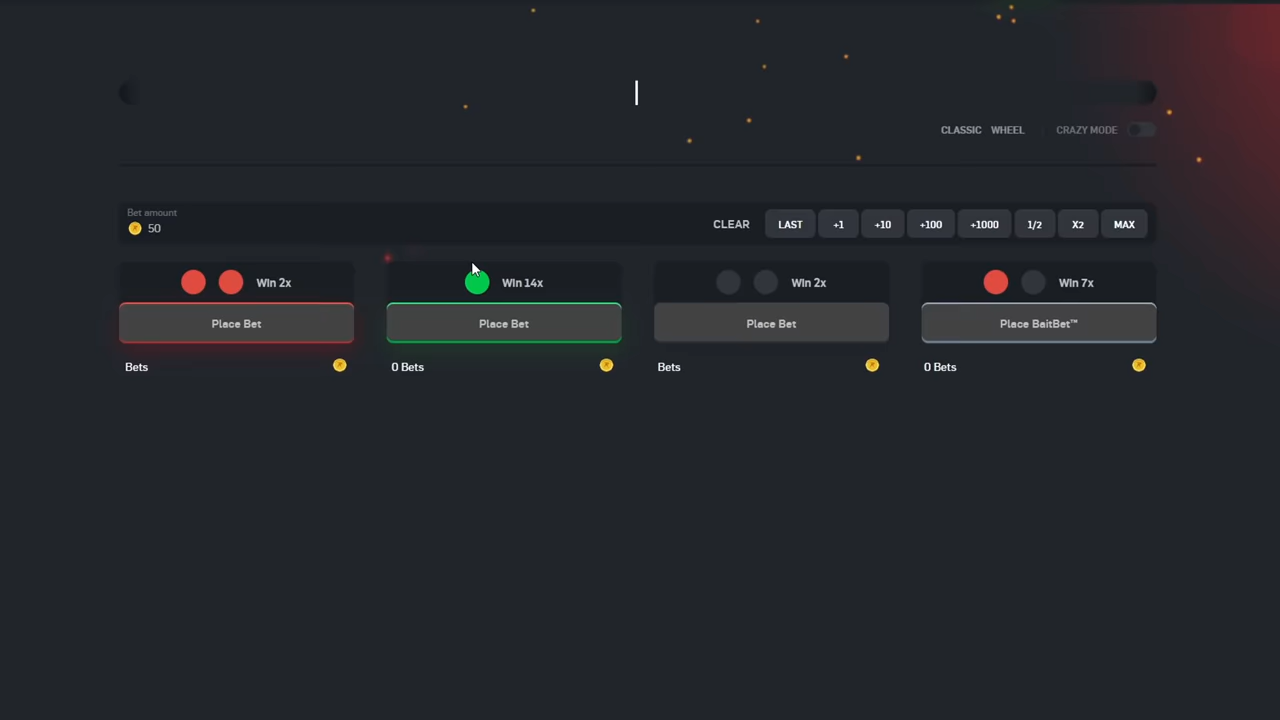 CLASSIC WHEEL CRAZY MODE
Bet amount
50 CLEAR LAST +1 +10 +100 +1000 1/2 X2 MAX
Win 2x Win 14x Win 2x Win 7x
Place Bet Place Bet Place Bet Place BaitBet™
Bets 0 Bets Bets 0 Bets